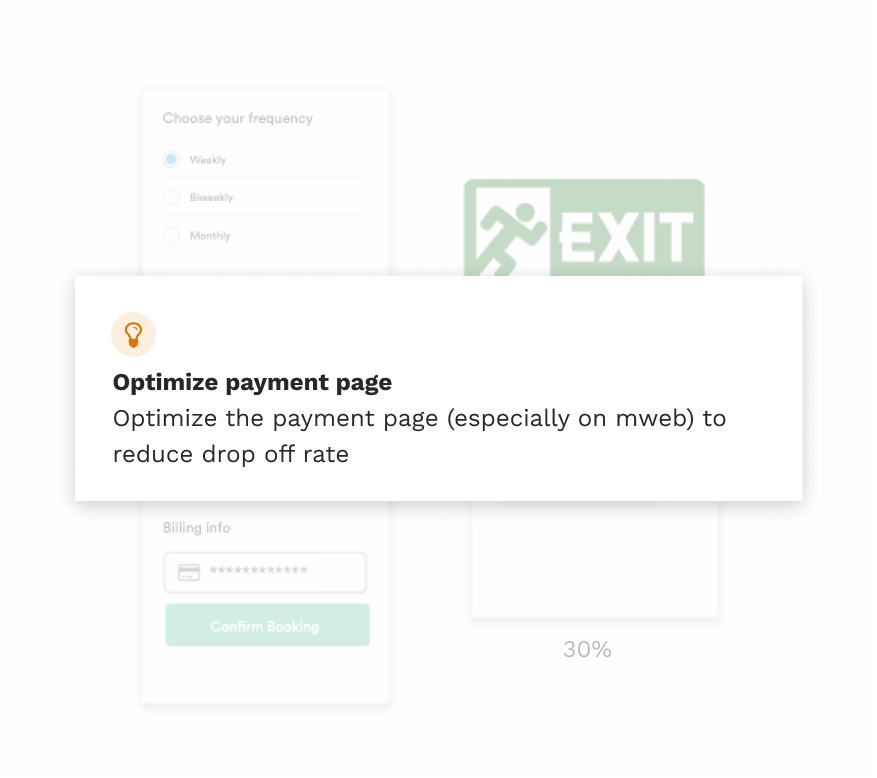 Choose your frequency
Weekly
Biweekly
Monthly
EXIT
Optimize payment page
Optimize the payment page (especially on mweb) to
reduce drop off rate
Billing info
************
Confirm Booking
30%